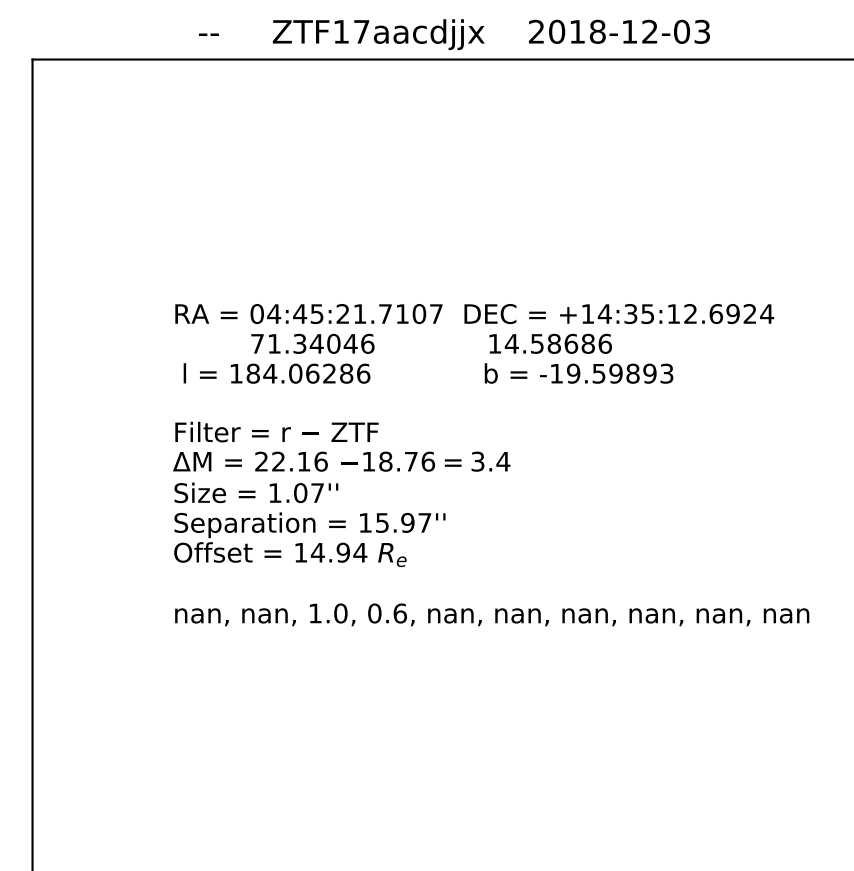 -- ZTF17aacdjjx 2018-12-03
RA = 04:45:21.7107 DEC = +14:35:12.6924
71.34046 14.58686
l = 184.06286 b = -19.59893
Filter = r − ZTF
ΔM = 22.16 −18.76 = 3.4
Size = 1.07''
Separation = 15.97''
Offset = 14.94 Rₑ
nan, nan, 1.0, 0.6, nan, nan, nan, nan, nan, nan